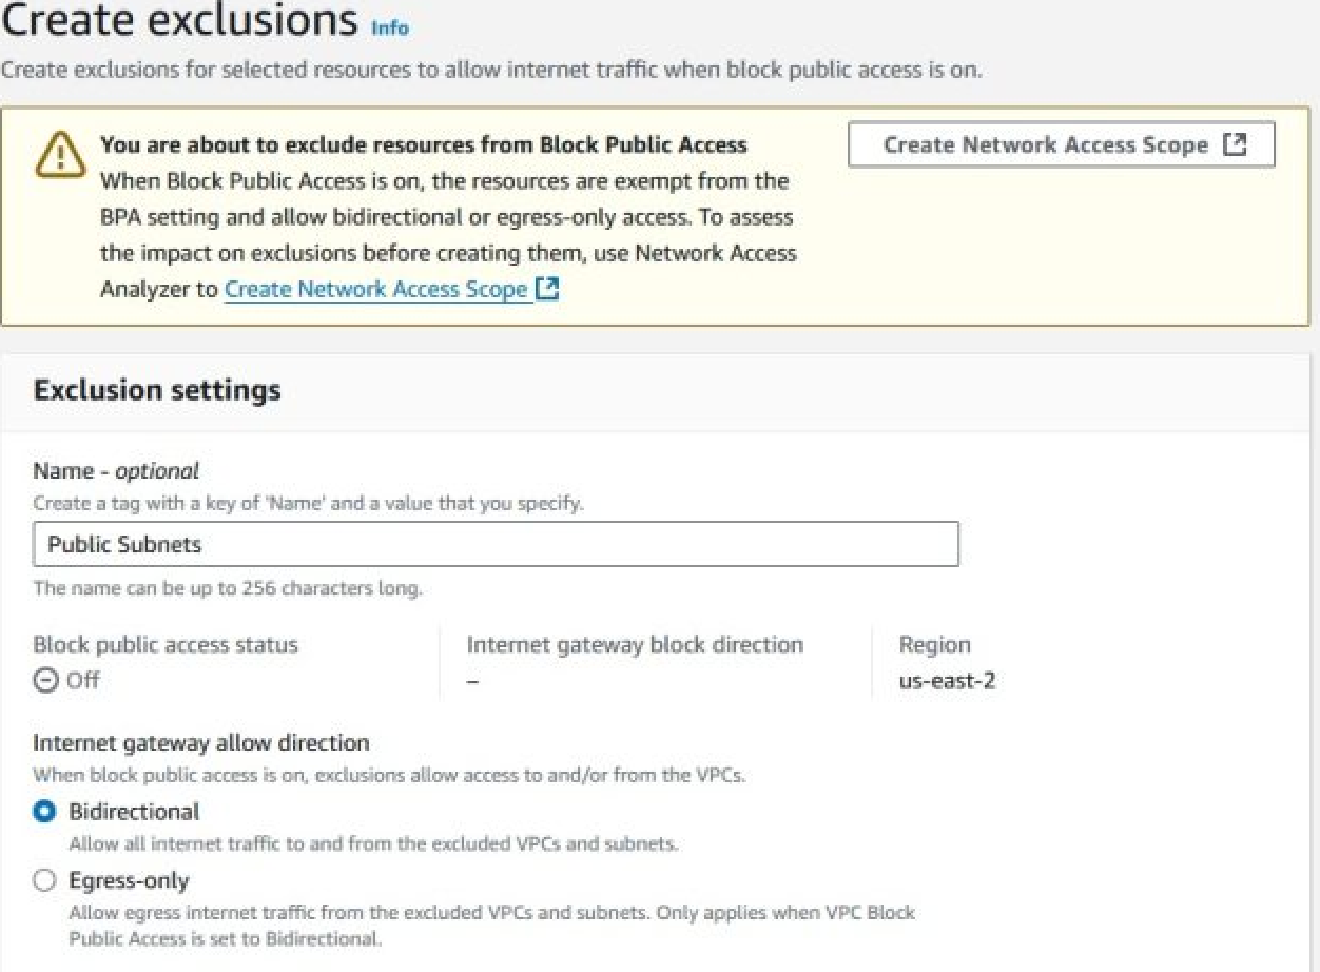 Create exclusions Info
Create exclusions for selected resources to allow internet traffic when block public access is on.
You are about to exclude resources from Block Public Access
When Block Public Access is on, the resources are exempt from the
BPA setting and allow bidirectional or egress-only access. To assess
the impact on exclusions before creating them, use Network Access
Analyzer to Create Network Access Scope
Create Network Access Scope
Exclusion settings
Name - optional
Create a tag with a key of 'Name' and a value that you specify.
Public Subnets
The name can be up to 256 characters long.
Block public access status
Off
Internet gateway block direction
–
Region
us-east-2
Internet gateway allow direction
When block public access is on, exclusions allow access to and/or from the VPCs.
Bidirectional
Allow all internet traffic to and from the excluded VPCs and subnets.
Egress-only
Allow egress internet traffic from the excluded VPCs and subnets. Only applies when VPC Block
Public Access is set to Bidirectional.